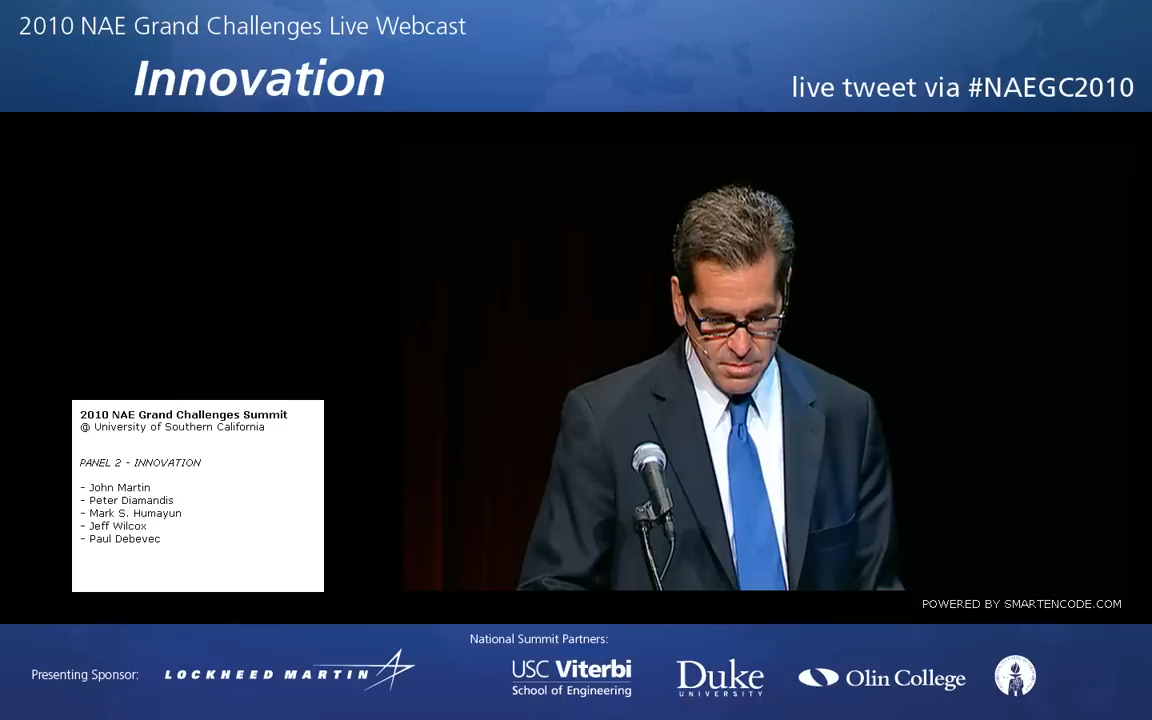 2010 NAE Grand Challenges Live Webcast
Innovation
live tweet via #NAEGC2010
2010 NAE Grand Challenges Summit
@ University of Southern California
PANEL 2 - INNOVATION
- John Martin
- Peter Diamandis
- Mark S. Humayun
- Jeff Wilcox
- Paul Debevec
POWERED BY SMARTENCODE.COM
National Summit Partners:
Presenting Sponsor:
LOCKHEED MARTIN
USC Viterbi
School of Engineering
Duke
UNIVERSITY
Olin College